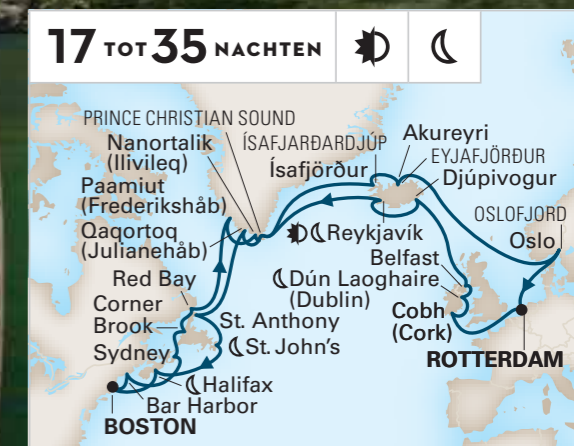 17 TOT 35 NACHTEN
PRINCE CHRISTIAN SOUND
Nanortalik
(Ilivileq)
Paamiut
(Frederikshåb)
Qaqortoq
(Julianehåb)
ÍSAFJARÐARDJÚP
Ísafjörður
Akureyri
EYJAFJÖRÐUR
Djúpivogur
OSLOFJORD
Oslo
Reykjavík
Belfast
Dún Laoghaire
(Dublin)
Cobh
(Cork)
ROTTERDAM
Red Bay
Corner
Brook
St. Anthony
St. John's
Sydney
Halifax
Bar Harbor
BOSTON